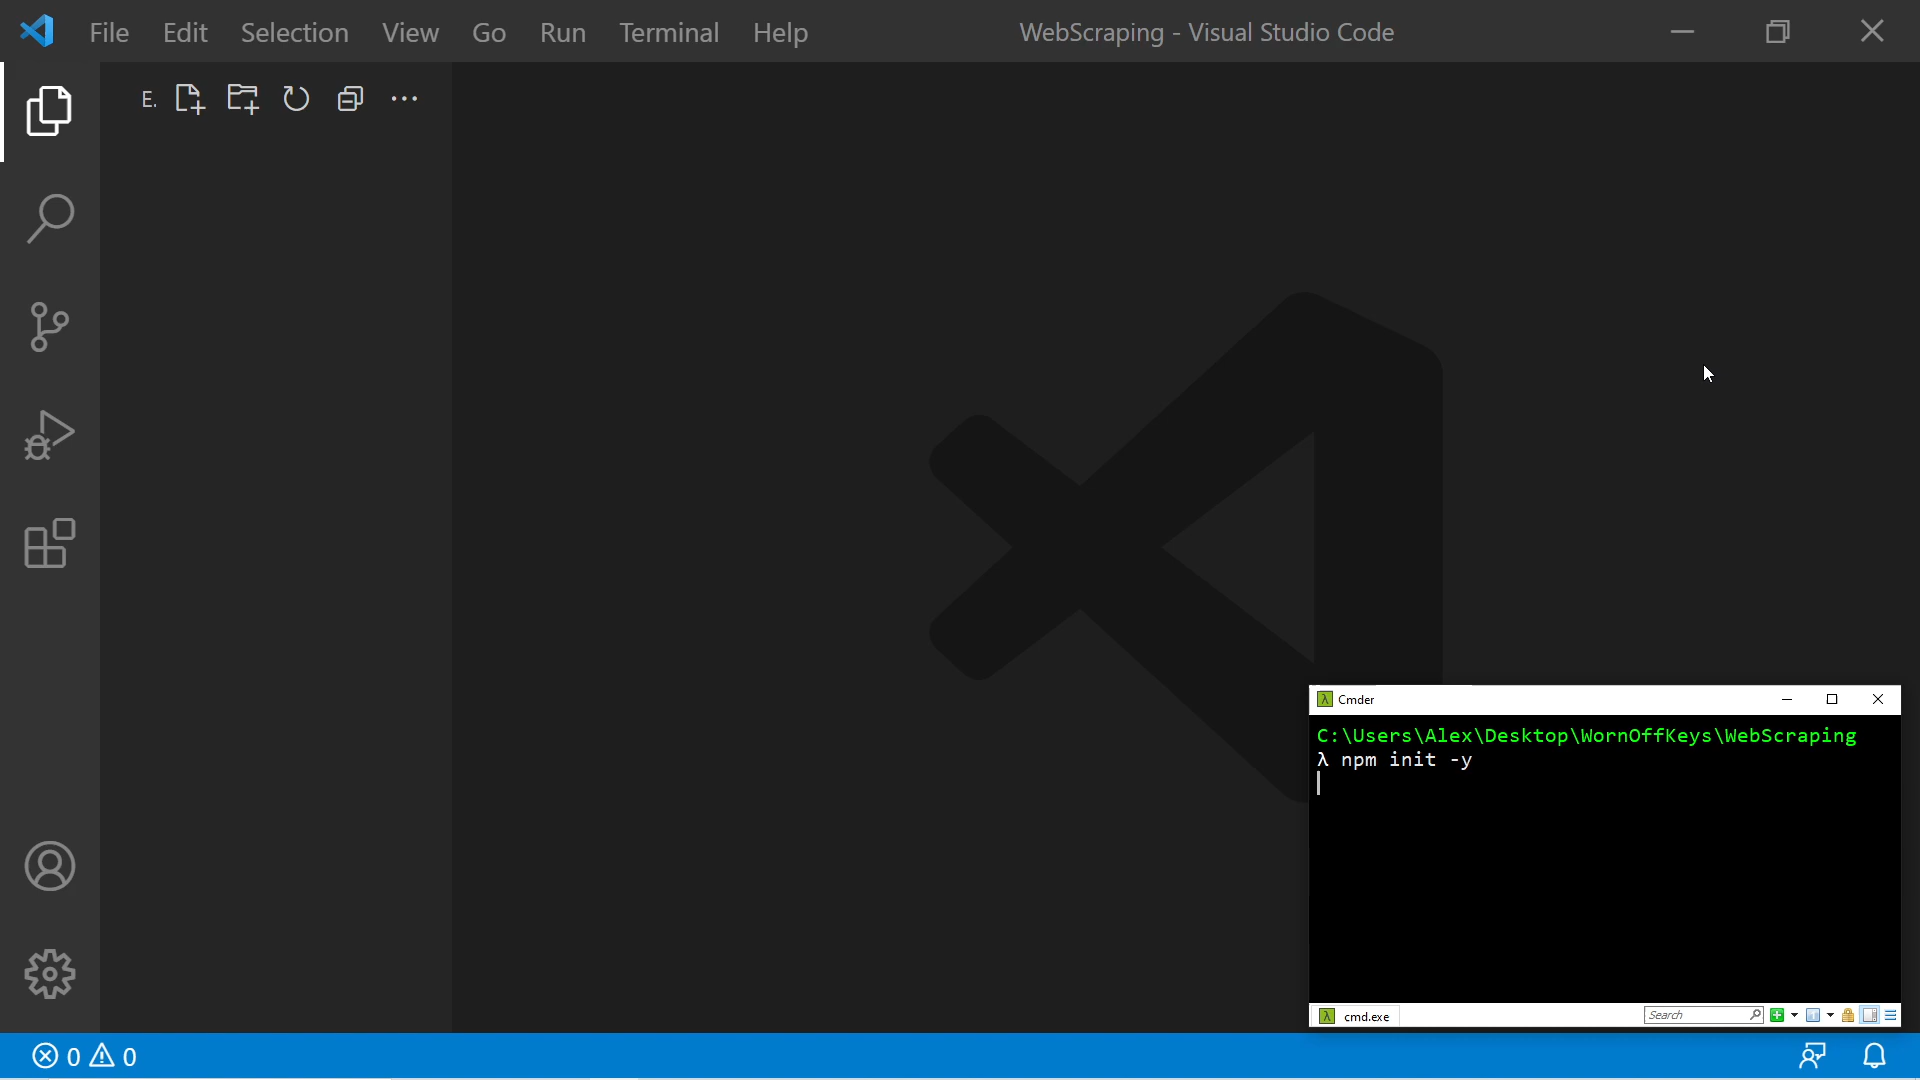 File Edit Selection View Go Run Terminal Help WebScraping - Visual Studio Code
E.
Cmder
C:\Users\Alex\Desktop\WornOffKeys\WebScraping
λ npm init -y
λ cmd.exe Search
0 0